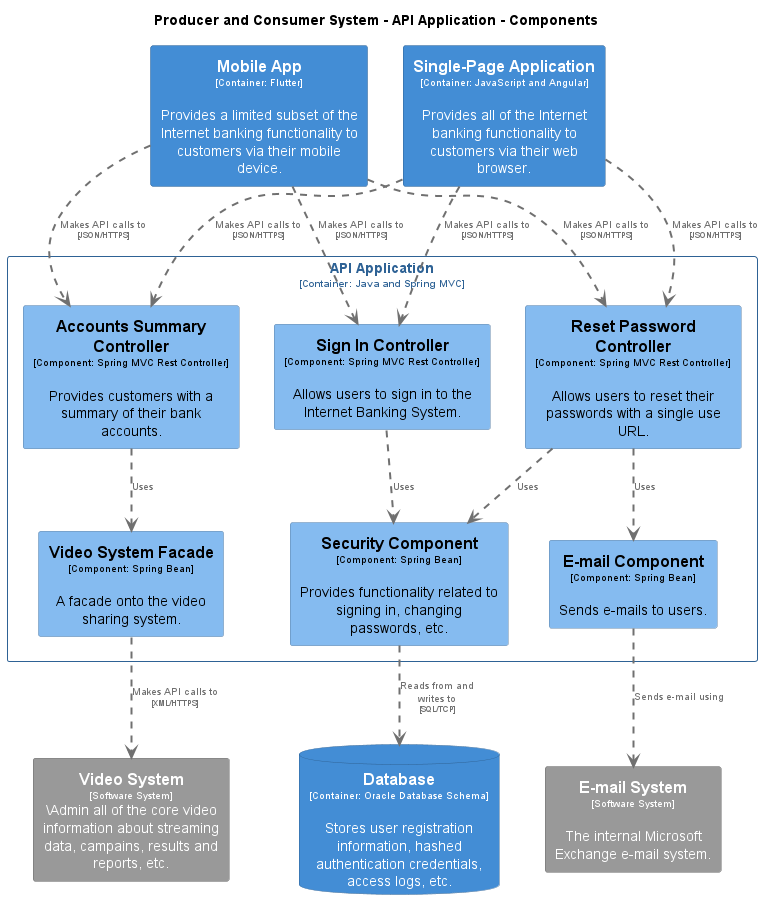 Producer and Consumer System - API Application - Components
Mobile App
[Container: Flutter]
Provides a limited subset of the
Internet banking functionality to
customers via their mobile
device.
Single-Page Application
[Container: JavaScript and Angular]
Provides all of the Internet
banking functionality to
customers via their web
browser.
Makes API calls to
[JSON/HTTPS]
Makes API calls to
[JSON/HTTPS]
Makes API calls to
[JSON/HTTPS]
Makes API calls to
[JSON/HTTPS]
Makes API calls to
[JSON/HTTPS]
Makes API calls to
[JSON/HTTPS]
API Application
[Container: Java and Spring MVC]
Accounts Summary
Controller
[Component: Spring MVC Rest Controller]
Provides customers with a
summary of their bank
accounts.
Sign In Controller
[Component: Spring MVC Rest Controller]
Allows users to sign in to the
Internet Banking System.
Reset Password
Controller
[Component: Spring MVC Rest Controller]
Allows users to reset their
passwords with a single use
URL.
Uses
Uses
Uses
Uses
Video System Facade
[Component: Spring Bean]
A facade onto the video
sharing system.
Security Component
[Component: Spring Bean]
Provides functionality related to
signing in, changing
passwords, etc.
E-mail Component
[Component: Spring Bean]
Sends e-mails to users.
Makes API calls to
[XML/HTTPS]
Reads from and
writes to
[SQL/TCP]
Sends e-mail using
Video System
[Software System]
\Admin all of the core video
information about streaming
data, campains, results and
reports, etc.
Database
[Container: Oracle Database Schema]
Stores user registration
information, hashed
authentication credentials,
access logs, etc.
E-mail System
[Software System]
The internal Microsoft
Exchange e-mail system.